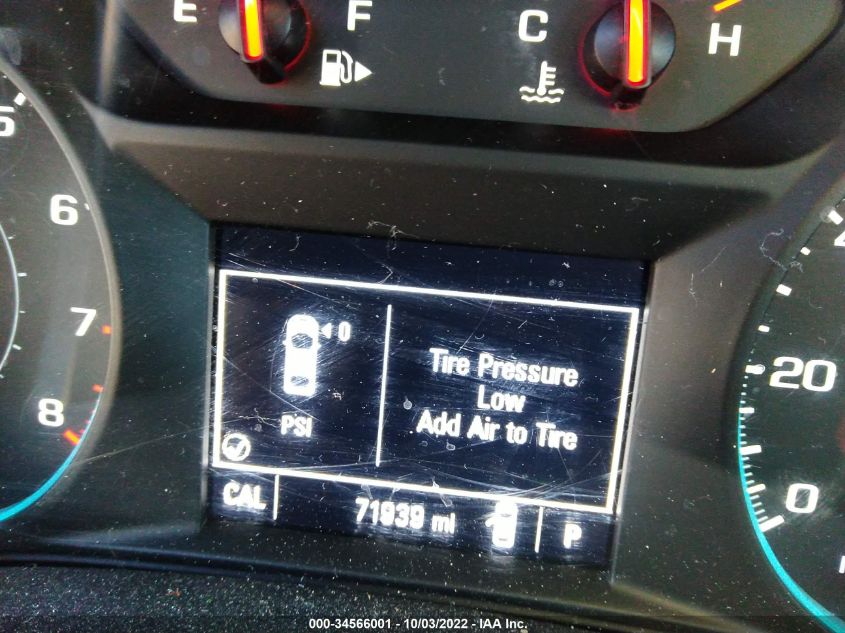 E F C H
5
6
7
8
0
PSI
Tire Pressure
Low
Add Air to Tire
CAL 71939 mi P
20
0
000-34566001 - 10/03/2022 - IAA Inc.